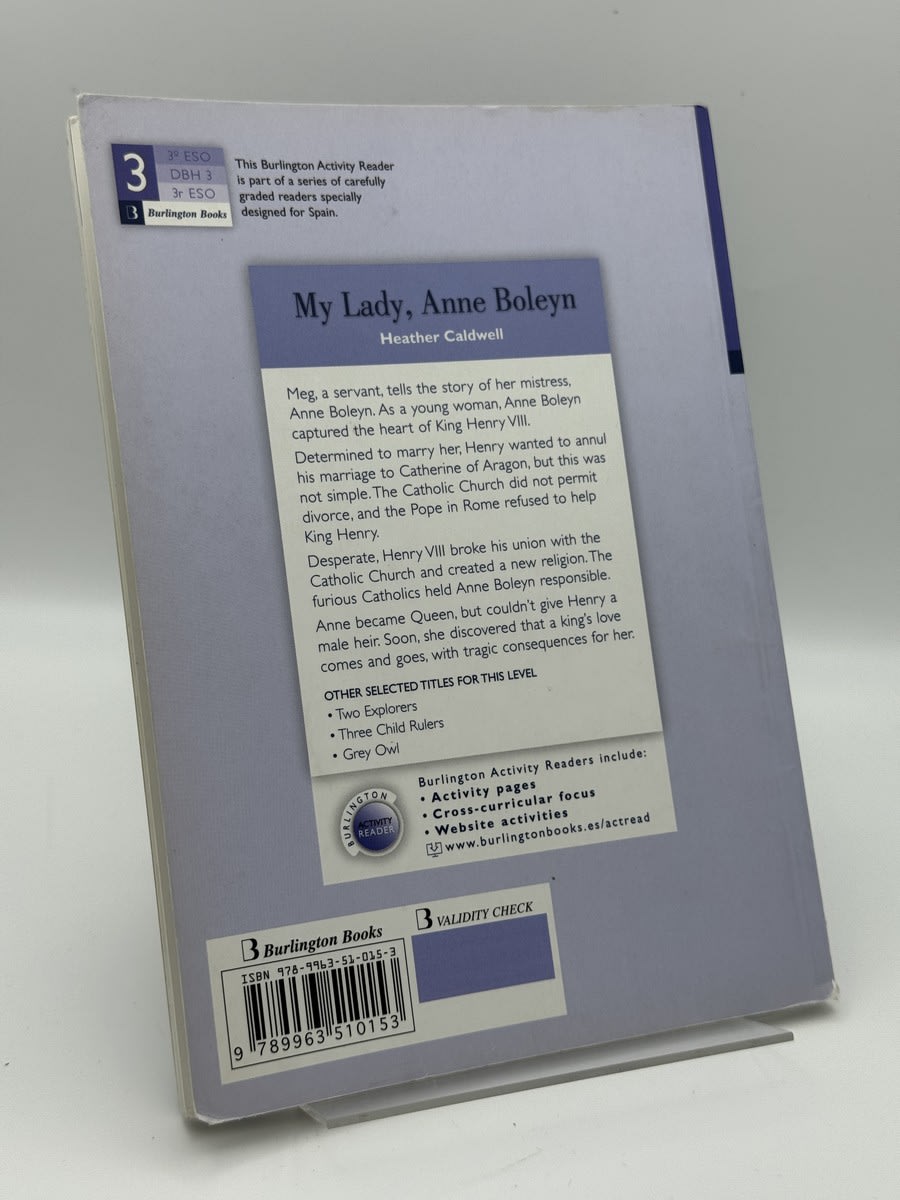 3
3º ESO
DBH 3
3r ESO
B Burlington Books
This Burlington Activity Reader
is part of a series of carefully
graded readers specially
designed for Spain.
My Lady, Anne Boleyn
Heather Caldwell
Meg, a servant, tells the story of her mistress,
Anne Boleyn. As a young woman, Anne Boleyn
captured the heart of King Henry VIII.
Determined to marry her, Henry wanted to annul
his marriage to Catherine of Aragon, but this was
not simple. The Catholic Church did not permit
divorce, and the Pope in Rome refused to help
King Henry.
Desperate, Henry VIII broke his union with the
Catholic Church and created a new religion. The
furious Catholics held Anne Boleyn responsible.
Anne became Queen, but couldn't give Henry a
male heir. Soon, she discovered that a king's love
comes and goes, with tragic consequences for her.
OTHER SELECTED TITLES FOR THIS LEVEL
• Two Explorers
• Three Child Rulers
• Grey Owl
BURLINGTON
ACTIVITY
READER
Burlington Activity Readers include:
• Activity pages
• Cross-curricular focus
• Website activities
www.burlingtonbooks.es/actread
B Burlington Books
ISBN 978-9963-51-015-3
9 789963 510153
B VALIDITY CHECK